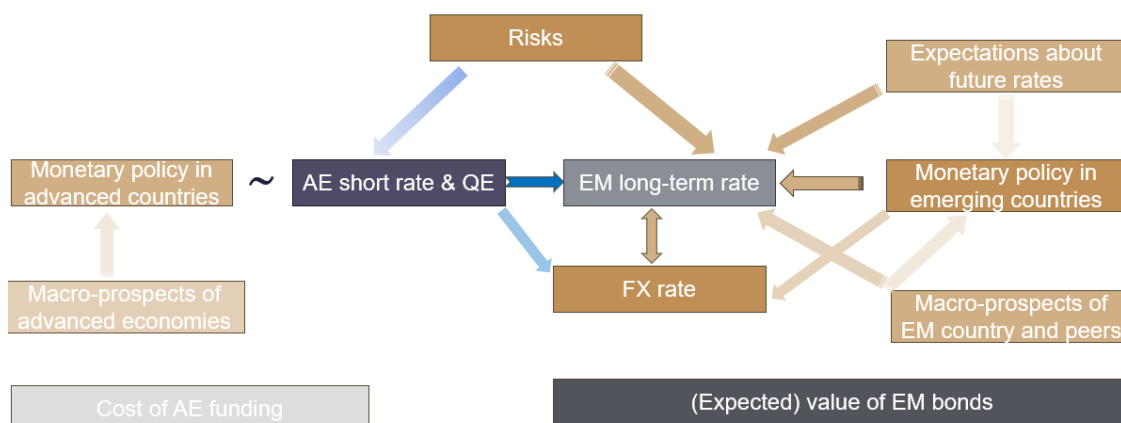 Risks
Expectations about
future rates
Monetary policy in
advanced countries
~
AE short rate & QE
EM long-term rate
Monetary policy in
emerging countries
FX rate
Macro-prospects of
advanced economies
Macro-prospects of
EM country and peers
Cost of AE funding
(Expected) value of EM bonds